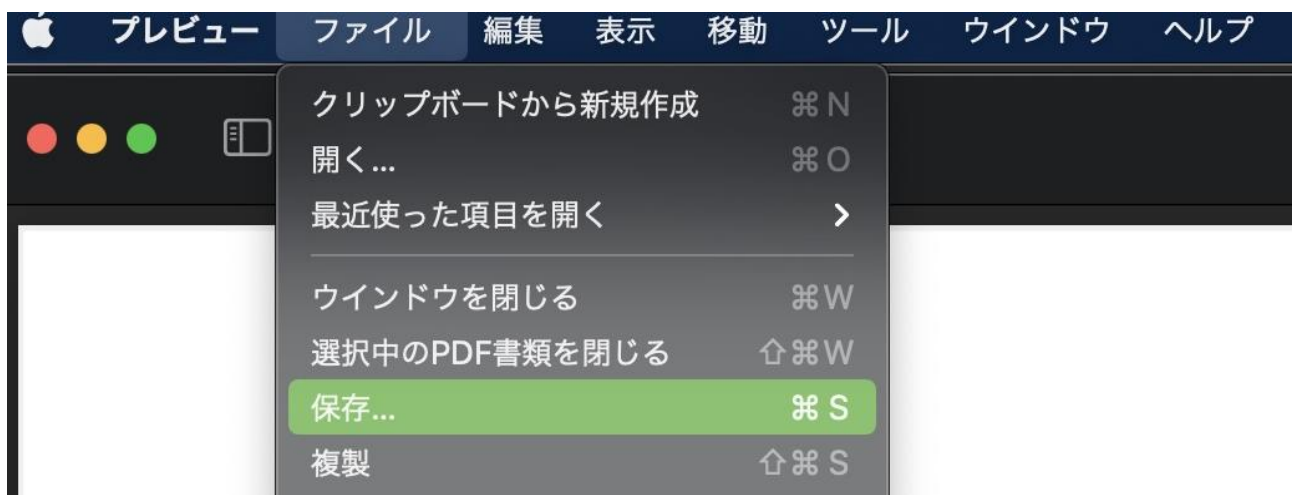 プレビュー ファイル 編集 表示 移動 ツール ウインドウ ヘルプ
クリップボードから新規作成 ⌘N
開く... ⌘O
最近使った項目を開く
ウインドウを閉じる ⌘W
選択中のPDF書類を閉じる ⇧⌘W
保存... ⌘S
複製 ⇧⌘S